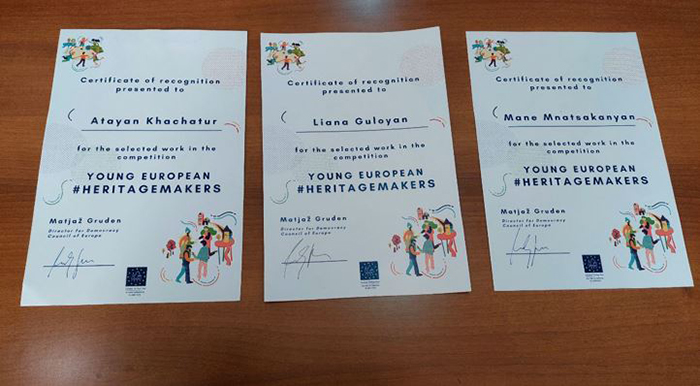 Certificate of recognition
presented to
Atayan Khachatur
for the selected work in the
competition
YOUNG EUROPEAN
#HERITAGEMAKERS
Matjaž Gruden
Director for Democracy
Council of Europe
Certificate of recognition
presented to
Liana Guloyan
for the selected work in the
competition
YOUNG EUROPEAN
#HERITAGEMAKERS
Matjaž Gruden
Director for Democracy
Council of Europe
Certificate of recognition
presented to
Mane Mnatsakanyan
for the selected work in the
competition
YOUNG EUROPEAN
#HERITAGEMAKERS
Matjaž Gruden
Director for Democracy
Council of Europe